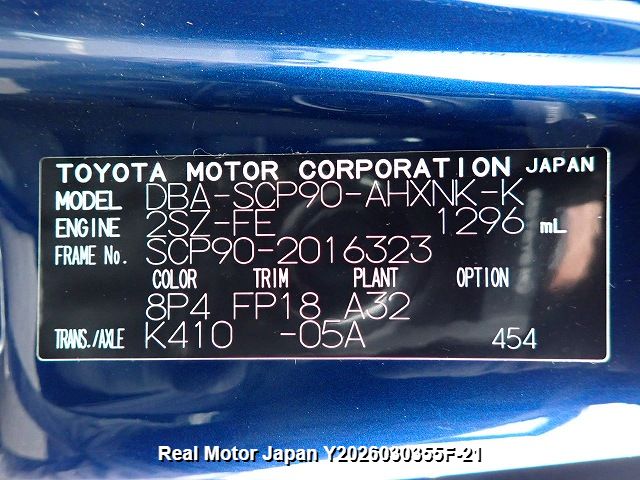 TOYOTA MOTOR CORPORATION JAPAN
MODEL DBA-SCP90-AHXNK-K
ENGINE 2SZ-FE 1296 mL
FRAME No. SCP90-2016323
COLOR TRIM PLANT OPTION
8P4 FP18 A32
TRANS./AXLE K410 -05A 454
Real Motor Japan Y2026030355F-21